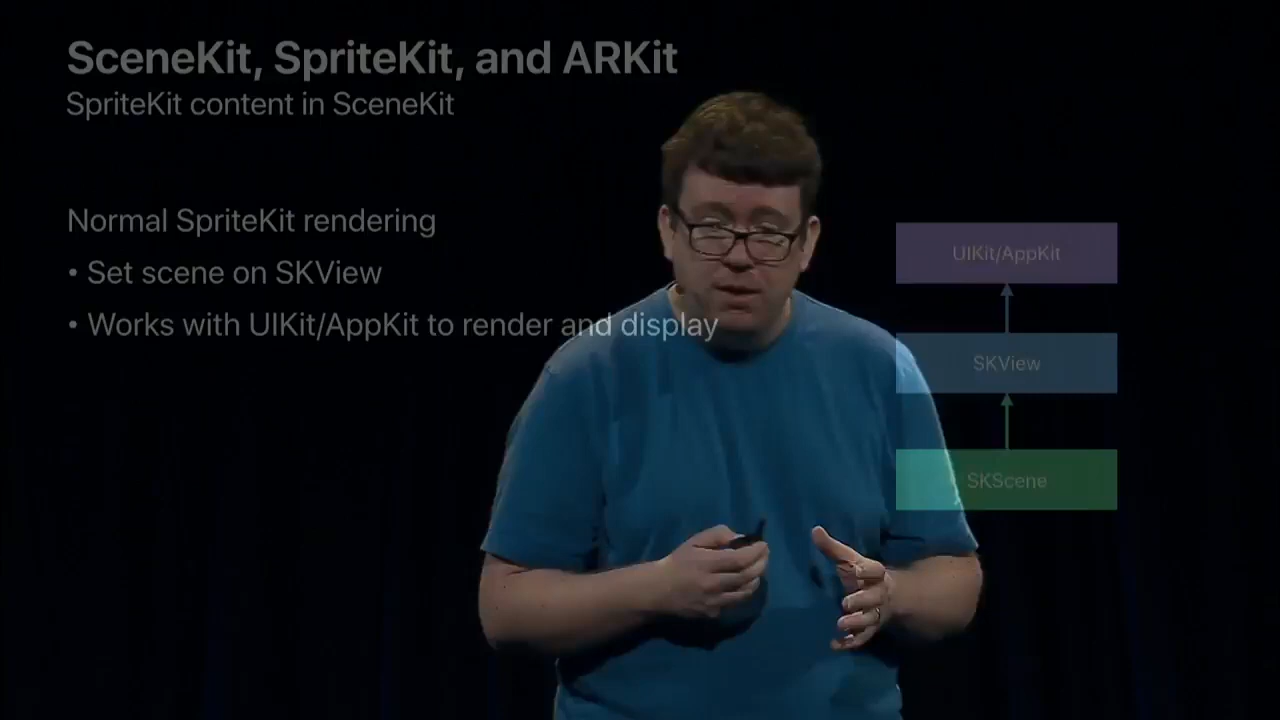 SceneKit, SpriteKit, and ARKit
SpriteKit content in SceneKit
Normal SpriteKit rendering
• Set scene on SKView
• Works with UIKit/AppKit to render and display
UIKit/AppKit
SKView
SKScene